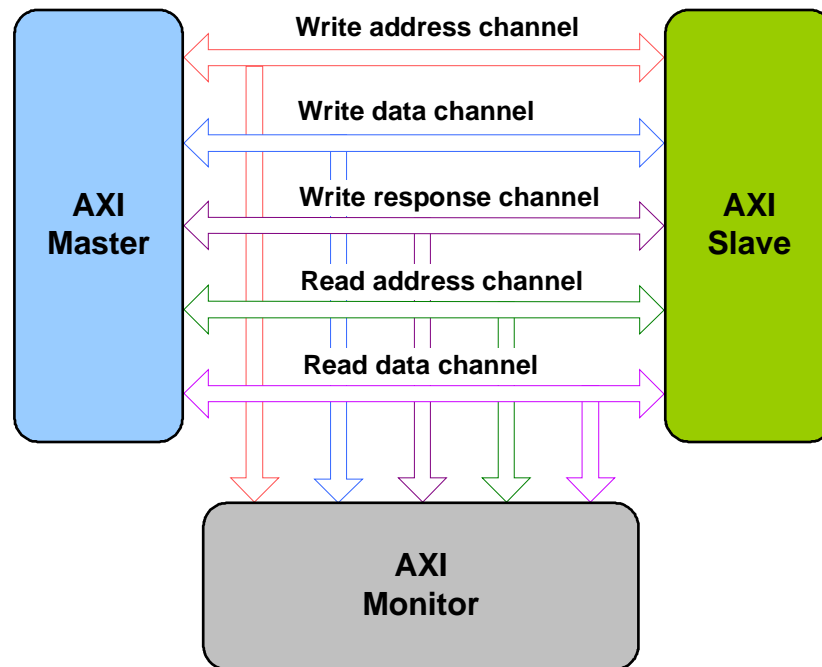 Write address channel
Write data channel
Write response channel
Read address channel
Read data channel
AXI
Master
AXI
Slave
AXI
Monitor